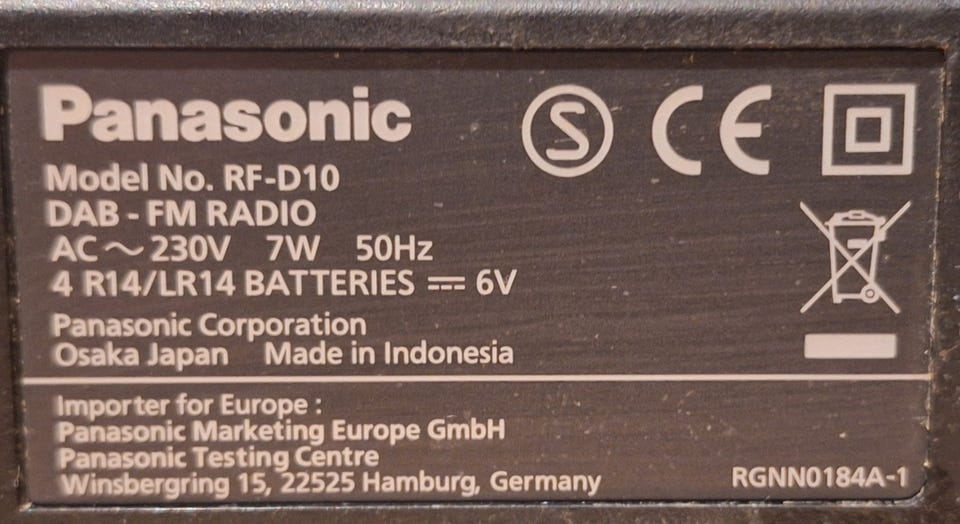 Panasonic
Model No. RF-D10
DAB - FM RADIO
AC ~ 230V 7W 50Hz
4 R14/LR14 BATTERIES ⎓ 6V
Panasonic Corporation
Osaka Japan Made in Indonesia
S CE
Importer for Europe :
Panasonic Marketing Europe GmbH
Panasonic Testing Centre
Winsbergring 15, 22525 Hamburg, Germany
RGNN0184A-1